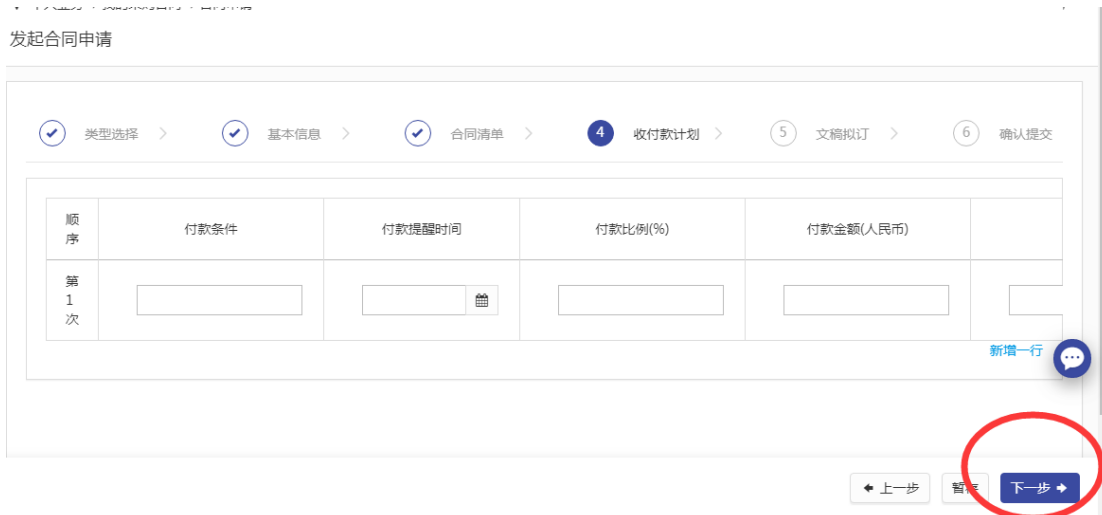 发起合同申请
类型选择
基本信息
合同清单
4 收付款计划
5 文稿拟订
6 确认提交
顺序
付款条件
付款提醒时间
付款比例(%)
付款金额(人民币)
第1次
新增一行
上一步
暂存
下一步